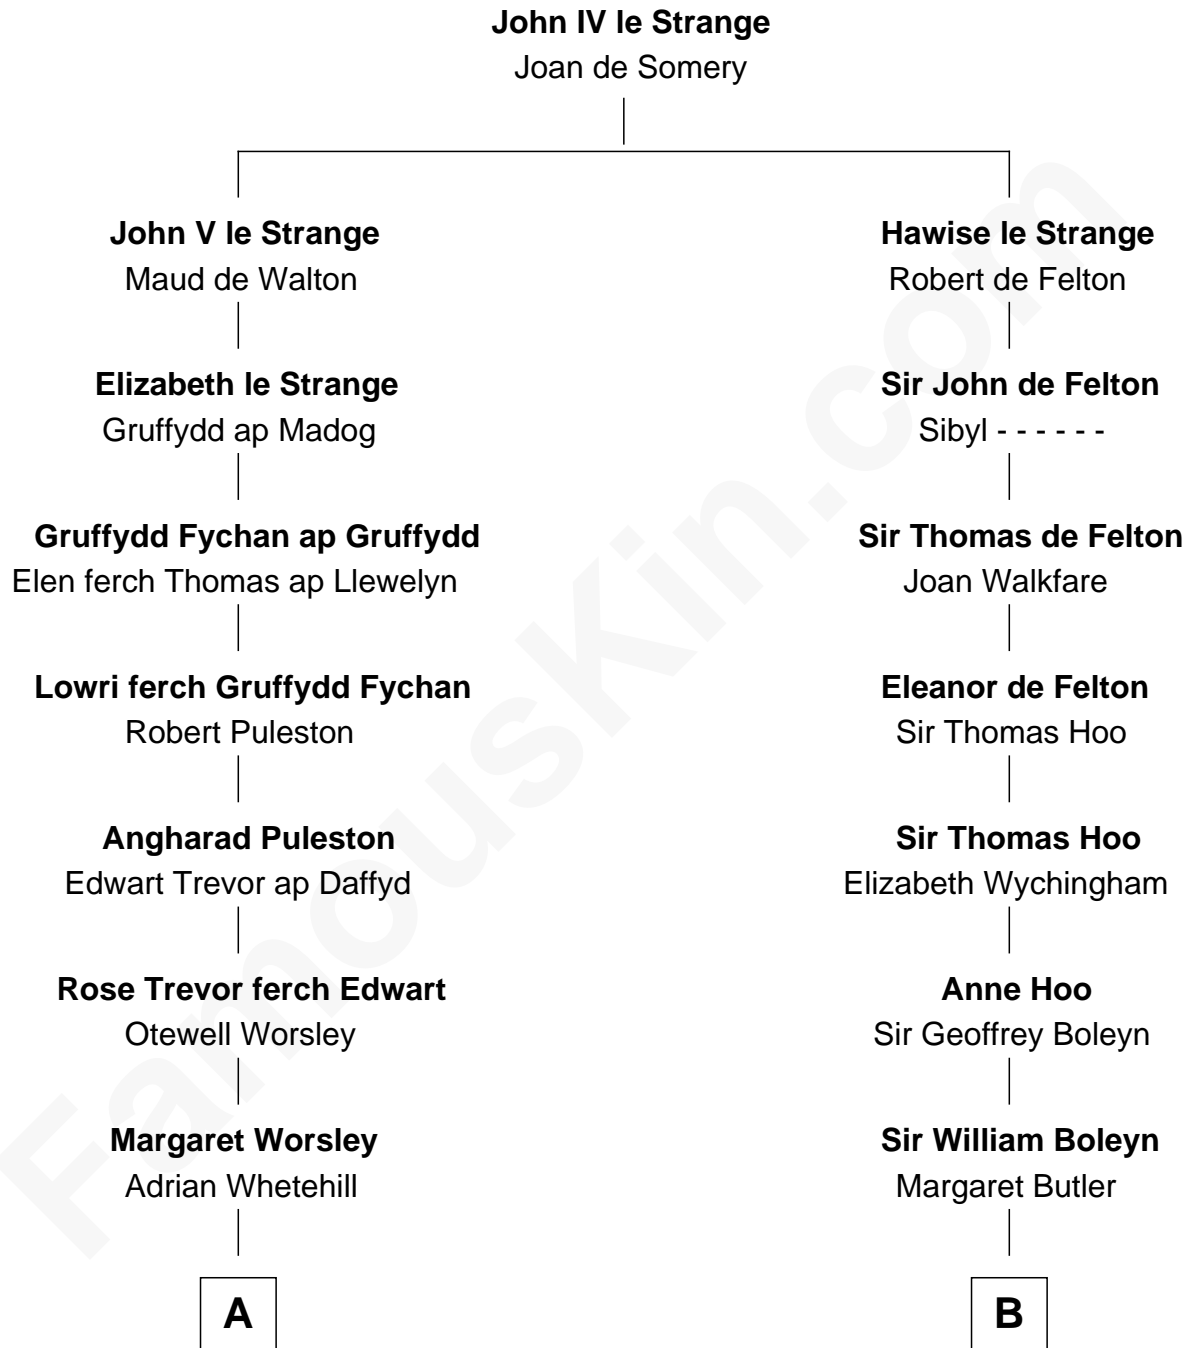 John IV le Strange
Joan de Somery
John V le Strange
Maud de Walton
Hawise le Strange
Robert de Felton
Elizabeth le Strange
Gruffydd ap Madog
Sir John de Felton
Sibyl - - - - - -
Gruffydd Fychan ap Gruffydd
Elen ferch Thomas ap Llewelyn
Sir Thomas de Felton
Joan Walkfare
Lowri ferch Gruffydd Fychan
Robert Puleston
Eleanor de Felton
Sir Thomas Hoo
Angharad Puleston
Edwart Trevor ap Daffyd
Sir Thomas Hoo
Elizabeth Wychingham
Rose Trevor ferch Edwart
Otewell Worsley
Anne Hoo
Sir Geoffrey Boleyn
Margaret Worsley
Adrian Whetehill
Sir William Boleyn
Margaret Butler
A
B
FamousKin.com